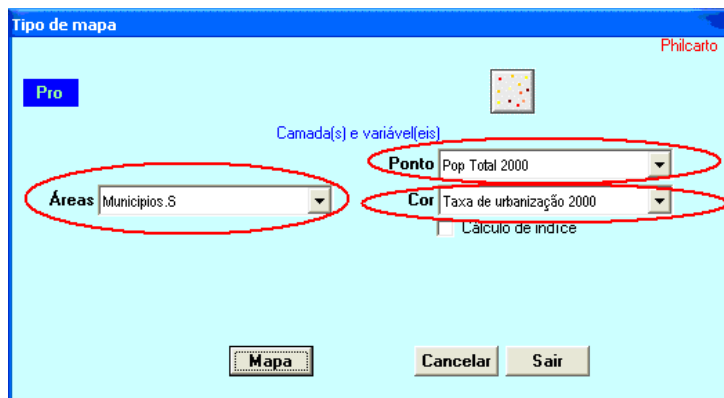 Tipo de mapa
Philcarto
Pro
Camada(s) e variável(eis)
Ponto Pop Total 2000
Áreas Municipios.S
Cor Taxa de urbanização 2000
Cálculo de índice
Mapa Cancelar Sair